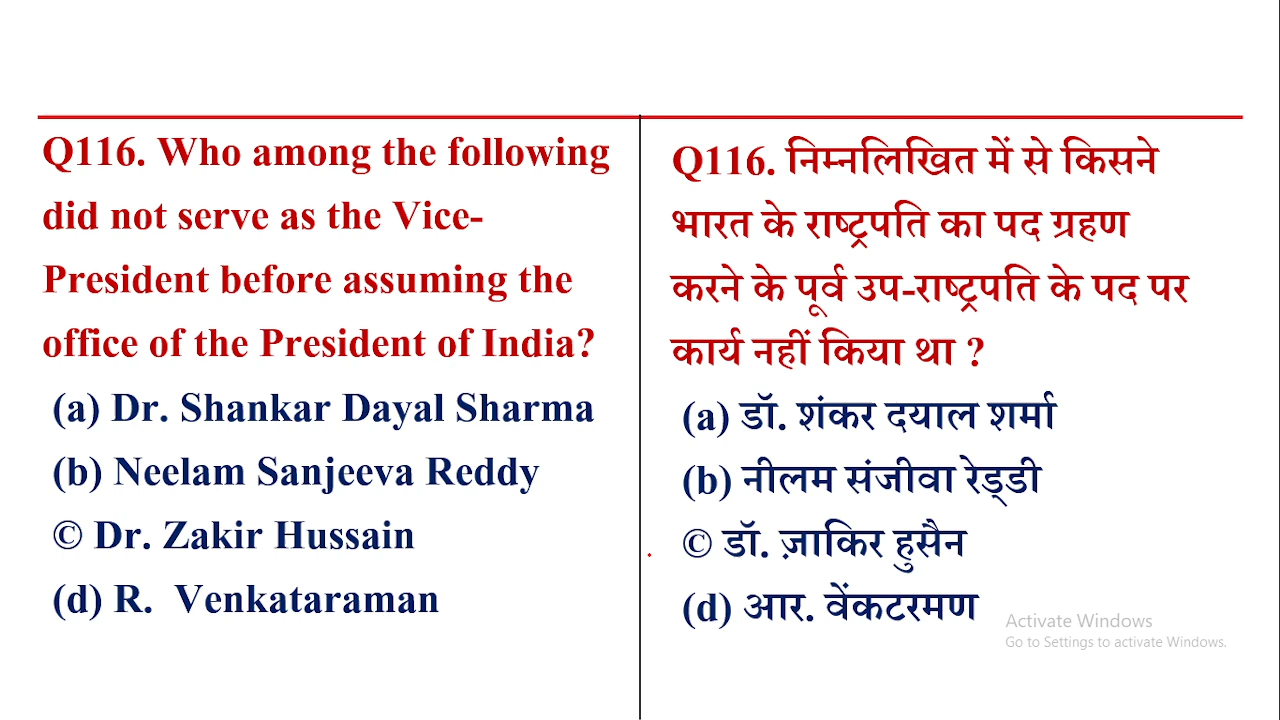 Q116. Who among the following
did not serve as the Vice-
President before assuming the
office of the President of India?
(a) Dr. Shankar Dayal Sharma
(b) Neelam Sanjeeva Reddy
© Dr. Zakir Hussain
(d) R. Venkataraman
Q116. निम्नलिखित में से किसने
भारत के राष्ट्रपति का पद ग्रहण
करने के पूर्व उप-राष्ट्रपति के पद पर
कार्य नहीं किया था ?
(a) डॉ. शंकर दयाल शर्मा
(b) नीलम संजीवा रेड्डी
© डॉ. ज़ाकिर हुसैन
(d) आर. वेंकटरमण
Activate Windows
Go to Settings to activate Windows.